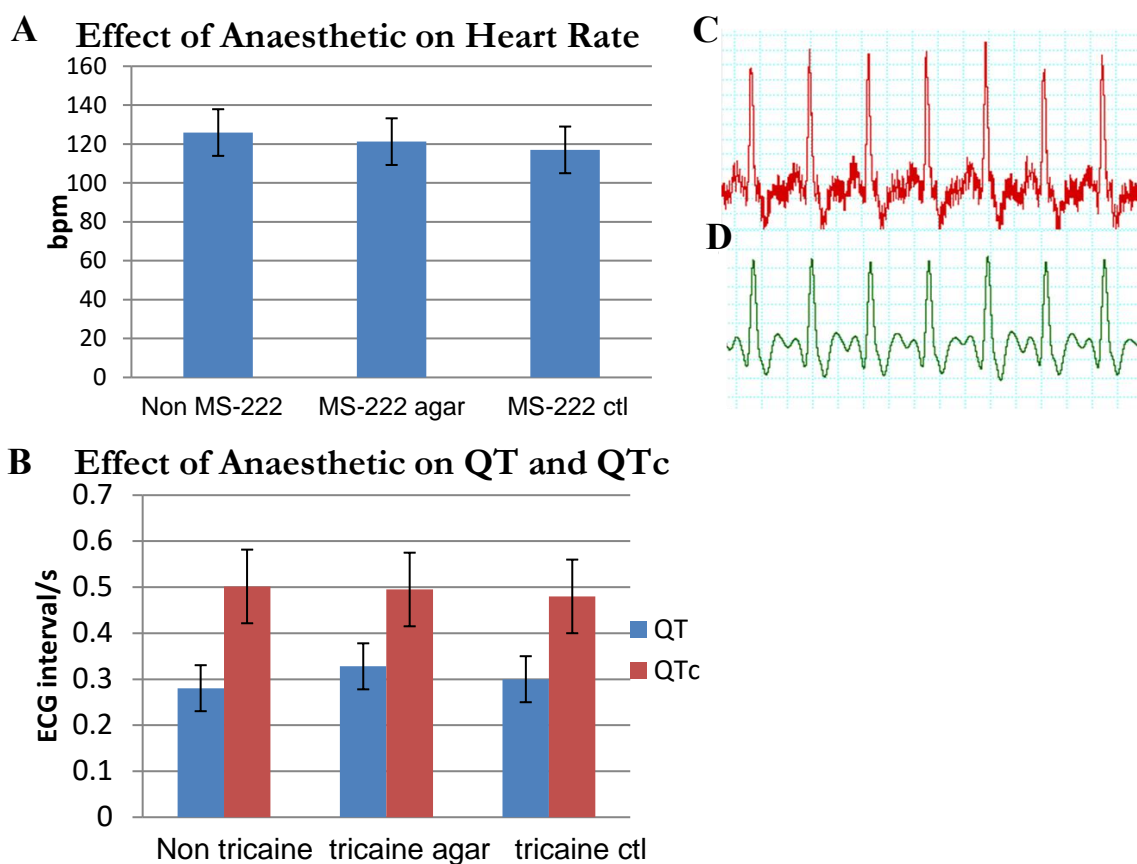 A Effect of Anaesthetic on Heart Rate
160
140
120
100
80
60
40
20
0
bpm
Non MS-222 MS-222 agar MS-222 ctl
B Effect of Anaesthetic on QT and QTc
0.7
0.6
0.5
0.4
0.3
0.2
0.1
0
ECG interval/s
QT
QTc
Non tricaine tricaine agar tricaine ctl
C
D